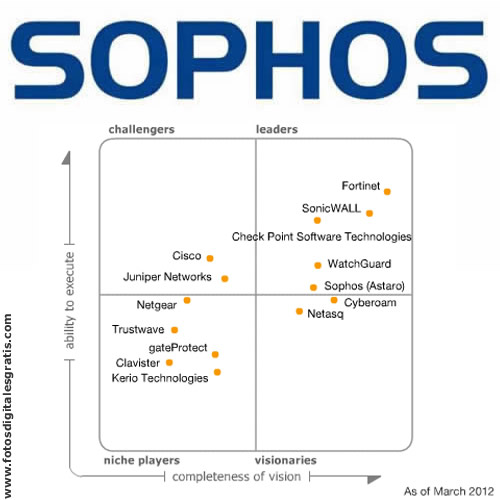 SOPHOS
challengers
leaders
Fortinet
SonicWALL
Check Point Software Technologies
Cisco
WatchGuard
Juniper Networks
Sophos (Astaro)
Cyberoam
Netgear
Netasq
Trustwave
gateProtect
Clavister
Kerio Technologies
ability to execute
niche players
visionaries
completeness of vision
As of March 2012
www.fotosdigitalesgratis.com